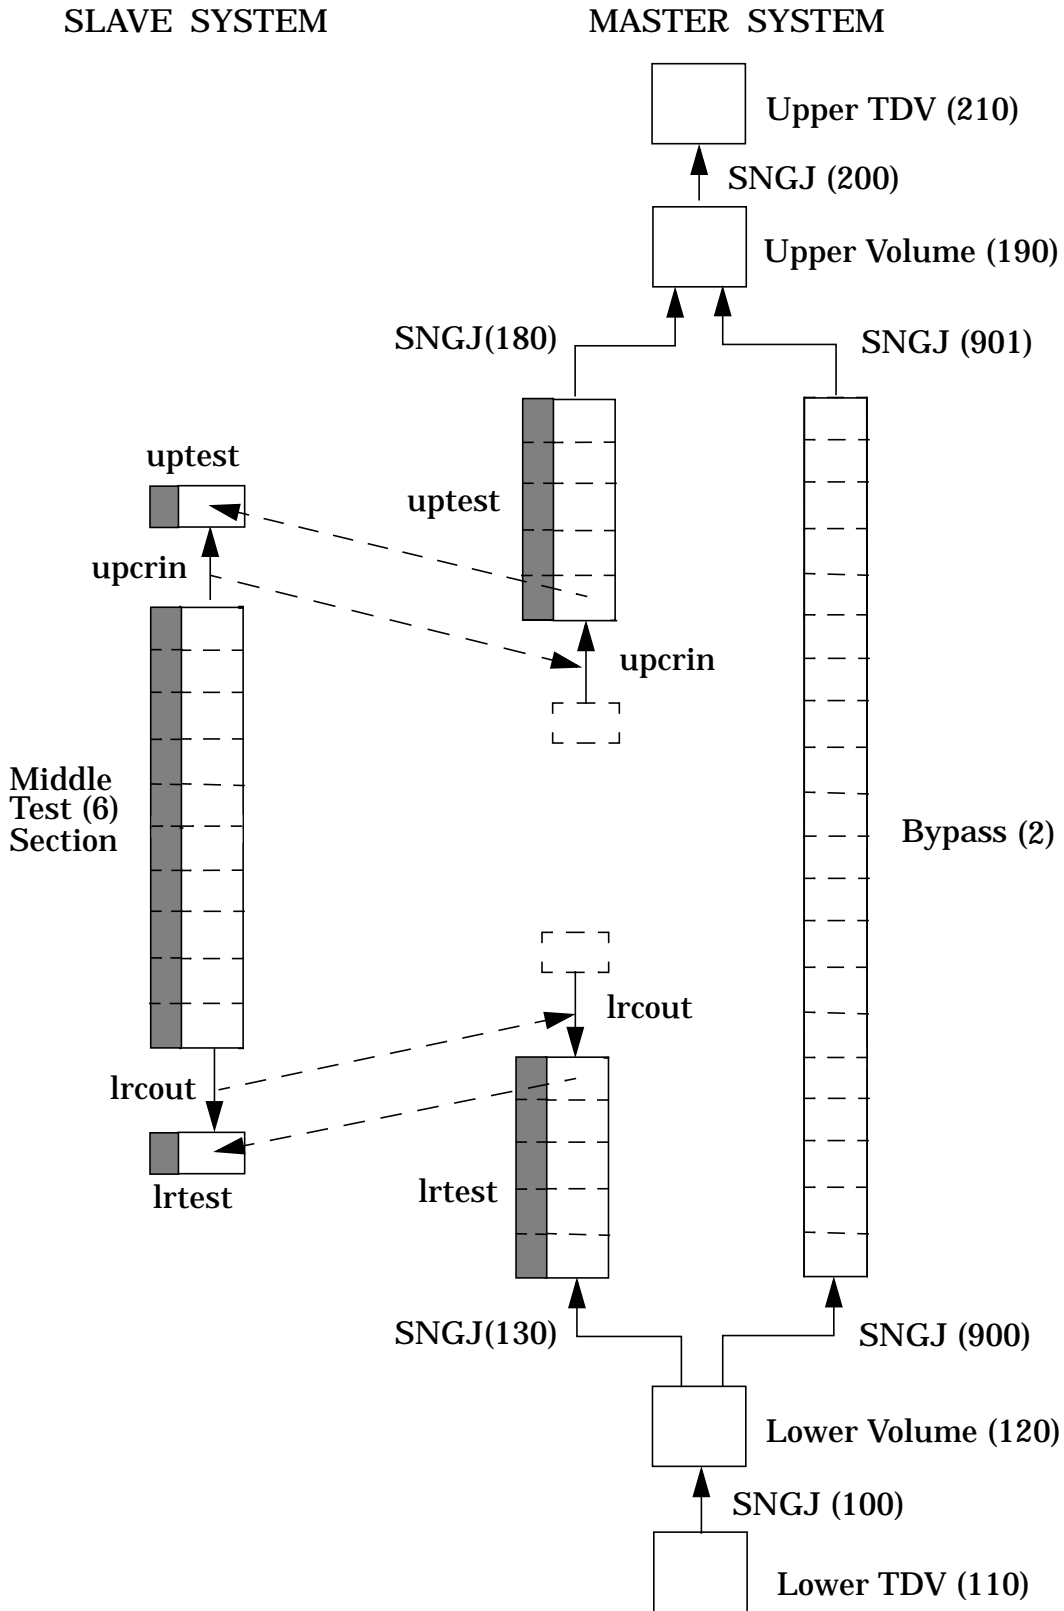 SLAVE SYSTEM
MASTER SYSTEM
Upper TDV (210)
SNGJ (200)
Upper Volume (190)
SNGJ(180)
SNGJ (901)
uptest
uptest
upcrin
upcrin
Middle
Test (6)
Section
Bypass (2)
lrcout
lrcout
lrtest
lrtest
SNGJ(130)
SNGJ (900)
Lower Volume (120)
SNGJ (100)
Lower TDV (110)